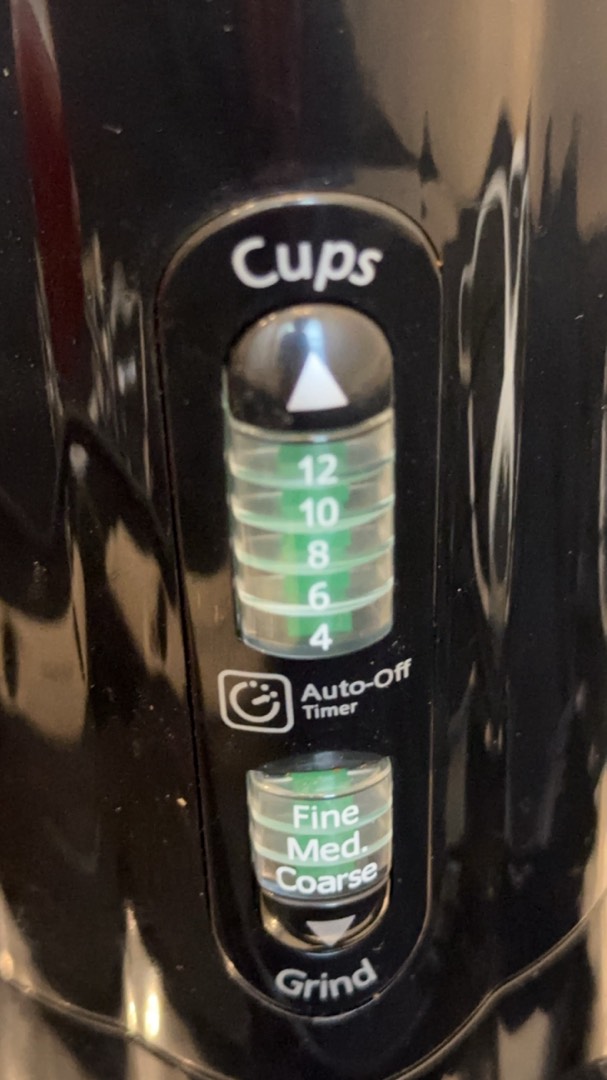 Cups
12
10
8
6
4
Auto-Off
Timer
Fine
Med.
Coarse
Grind